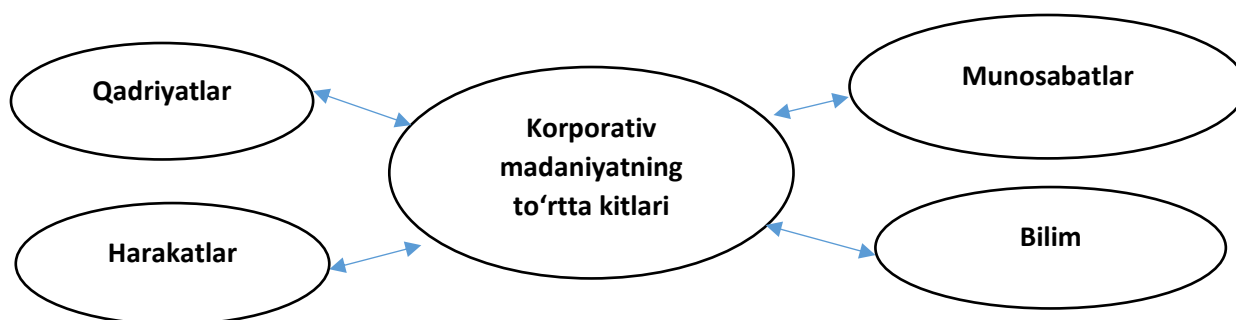 Qadriyatlar
Munosabatlar
Korporativ
madaniyatning
to‘rtta kitlari
Harakatlar
Bilim